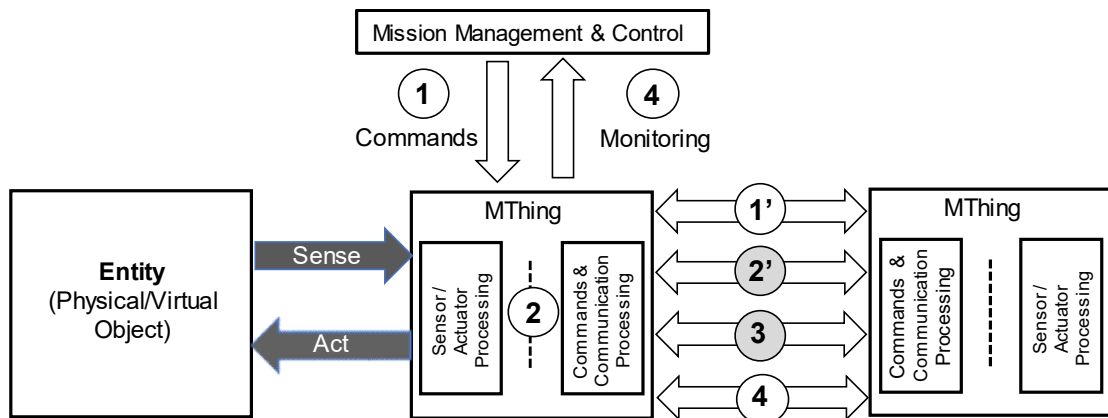 Mission Management & Control
1
4
Commands
Monitoring
Entity
(Physical/Virtual
Object)
Sense
Act
MThing
Sensor /
Actuator
Processing
2
Commands &
Communication
Processing
1’
2’
3
4
MThing
Commands &
Communication
Processing
Sensor /
Actuator
Processing